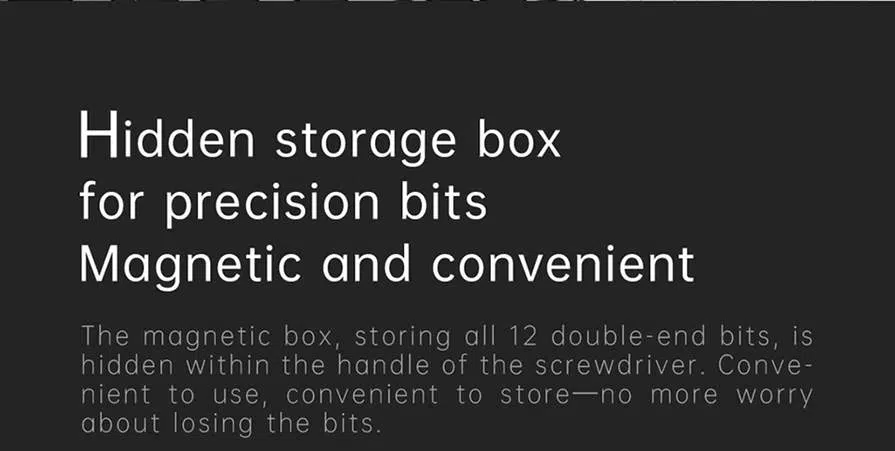 Hidden storage box
for precision bits
Magnetic and convenient
The magnetic box, storing all 12 double-end bits, is
hidden within the handle of the screwdriver. Conve-
nient to use, convenient to store—no more worry
about losing the bits.